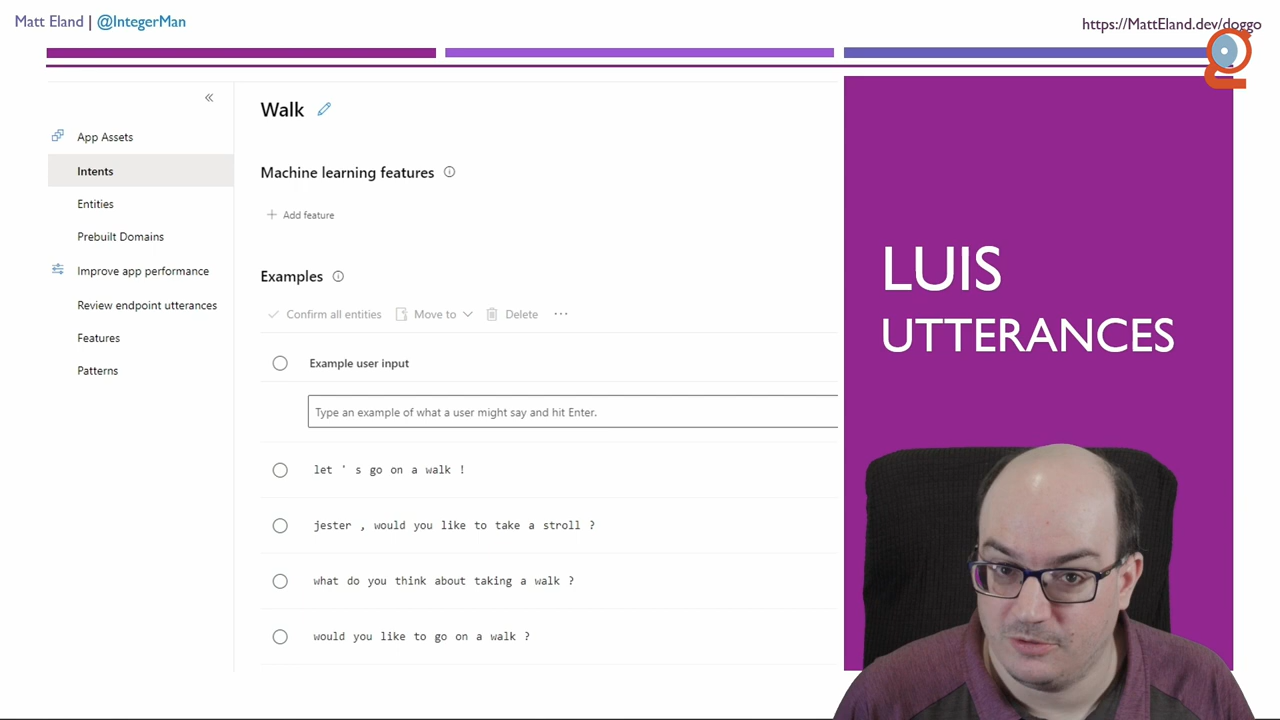 Matt Eland | @IntegerMan
https://MattEland.dev/doggo
«
Walk
App Assets
Machine learning features
Intents
Entities
Add feature
Prebuilt Domains
Improve app performance
Examples
Review endpoint utterances
Confirm all entities Move to Delete ...
Features
Example user input
Patterns
Type an example of what a user might say and hit Enter.
let ' s go on a walk !
jester , would you like to take a stroll ?
what do you think about taking a walk ?
would you like to go on a walk ?
LUIS
UTTERANCES